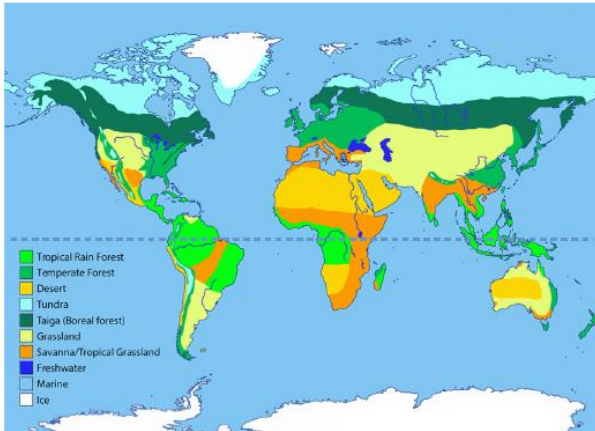 Tropical Rain Forest
Temperate Forest
Desert
Tundra
Taiga (Boreal forest)
Grassland
Savanna/Tropical Grassland
Freshwater
Marine
Ice